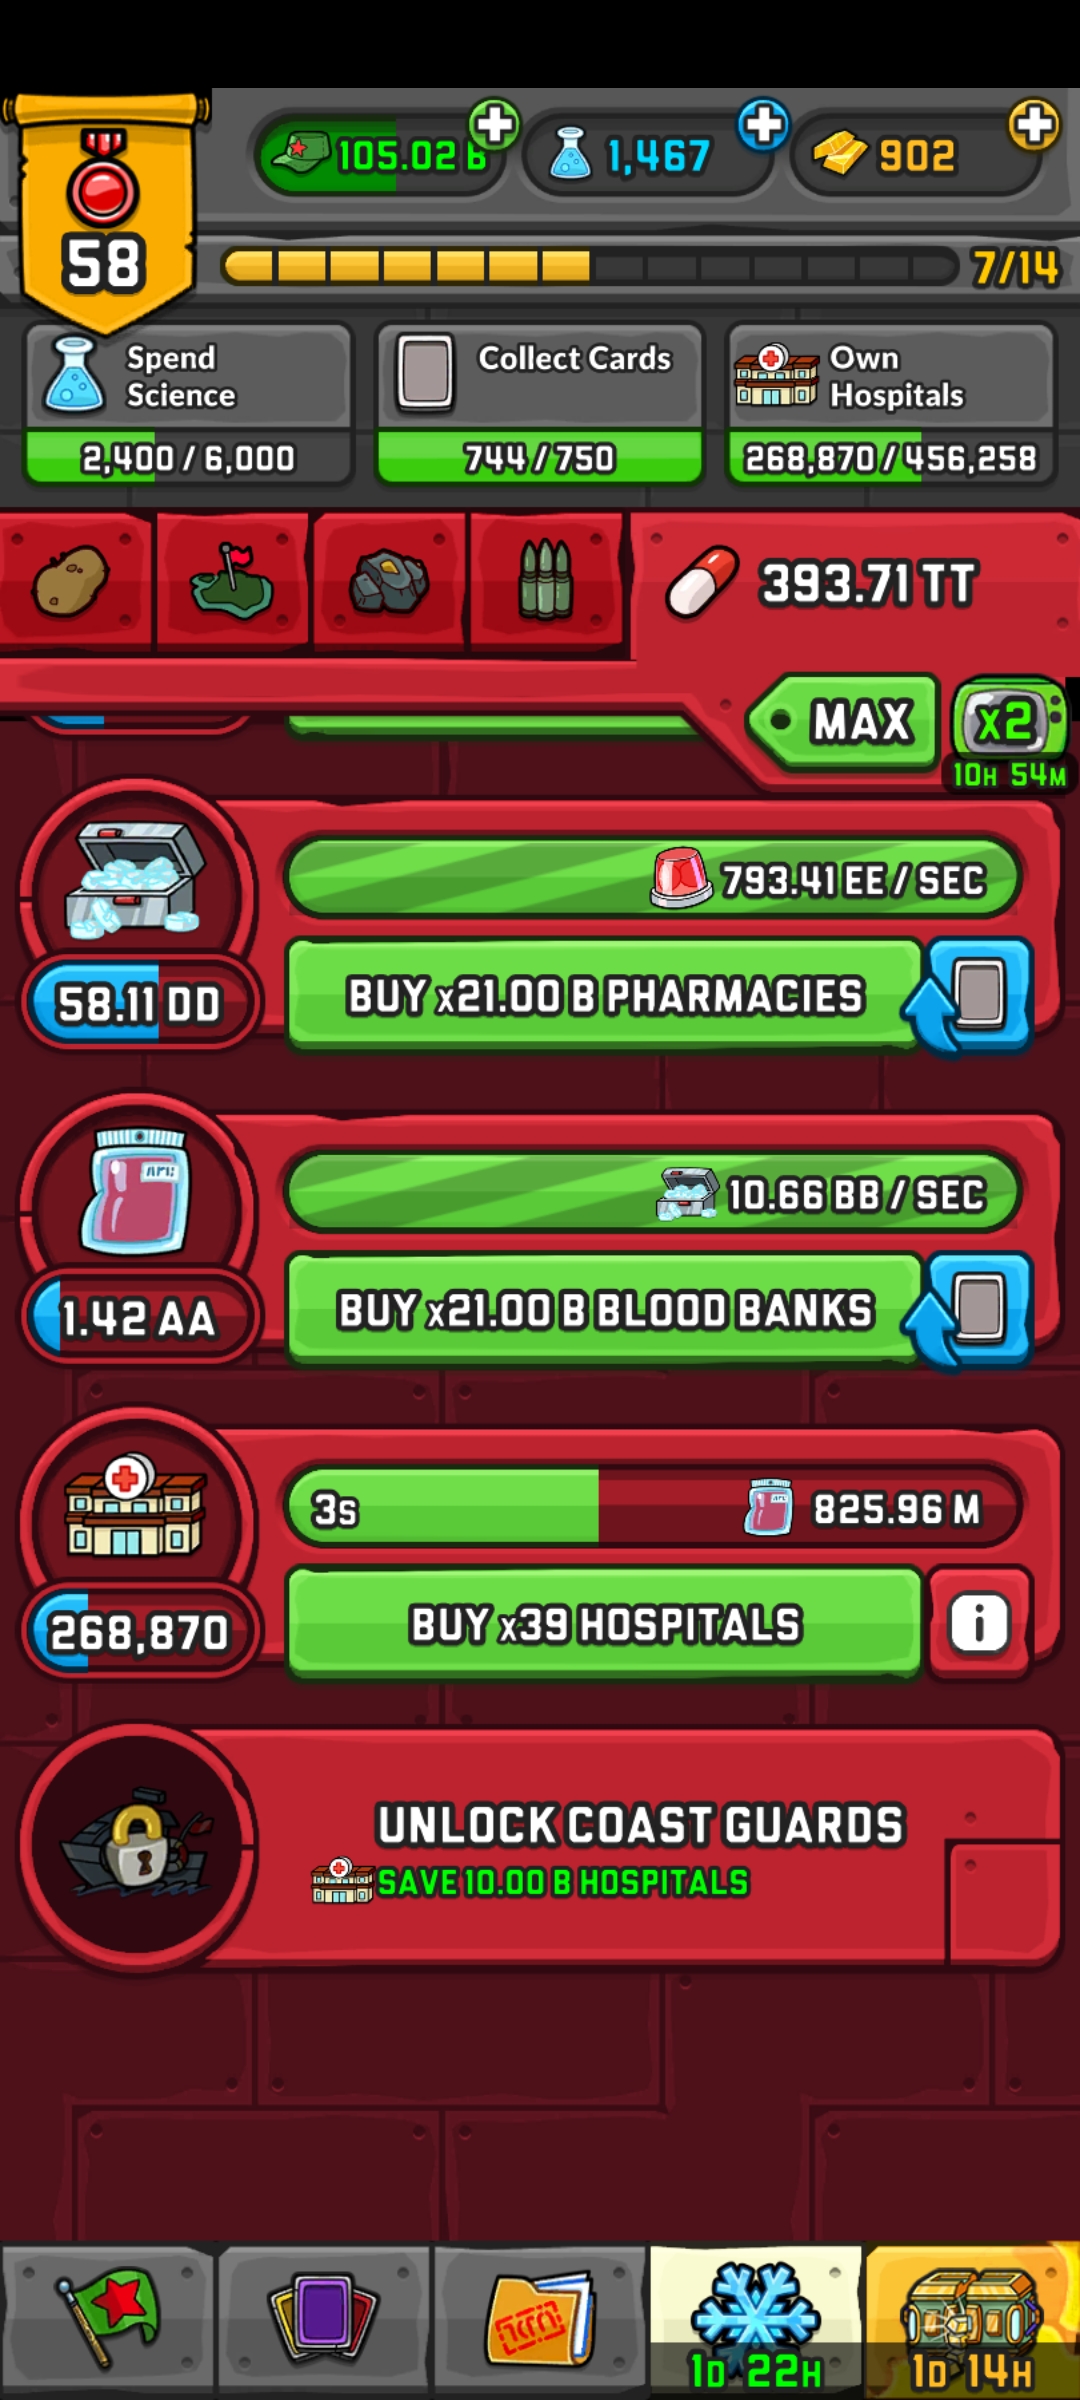 58
105.02 B
1,467
902
7/14
Spend
Science
2,400 / 6,000
Collect Cards
744 / 750
Own
Hospitals
268,870 / 456,258
393.71 TT
MAX
x2
10H 54M
793.41 EE / SEC
58.11 DD
BUY x21.00 B PHARMACIES
10.66 BB / SEC
1.42 AA
BUY x21.00 B BLOOD BANKS
3s
825.96 M
268,870
BUY x39 HOSPITALS
i
UNLOCK COAST GUARDS
SAVE 10.00 B HOSPITALS
1D 22H
1D 14H